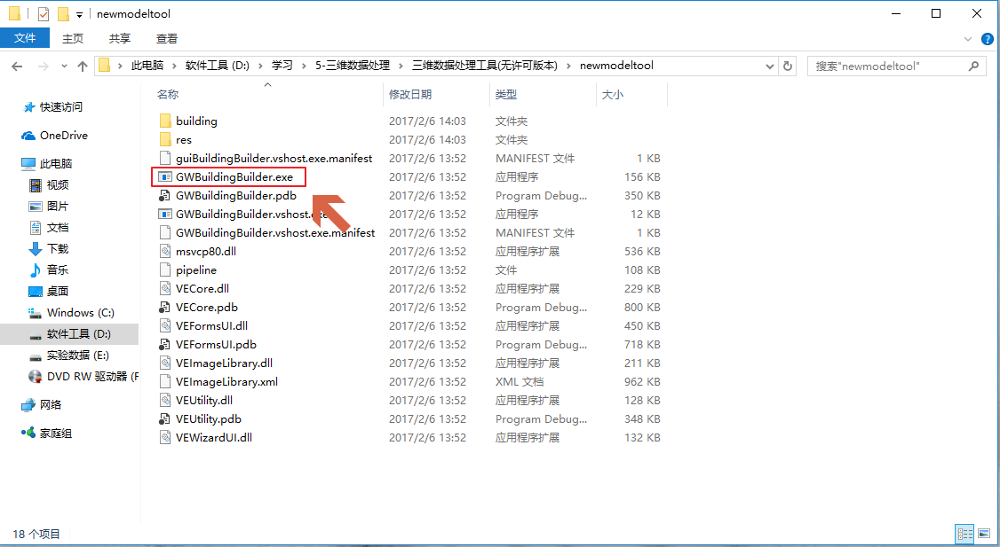 newmodeltool
文件 主页 共享 查看
此电脑 软件工具 (D:) 学习 5-三维数据处理 三维数据处理工具(无许可版本) newmodeltool 搜索"newmodeltool"
快速访问
OneDrive
此电脑
视频
图片
文档
下载
音乐
桌面
Windows (C:)
软件工具 (D:)
实验数据 (E:)
DVD RW 驱动器 (F
网络
家庭组
名称 修改日期 类型 大小
building 2017/2/6 14:03 文件夹
res 2017/2/6 14:03 文件夹
guiBuildingBuilder.vshost.exe.manifest 2017/2/6 13:52 MANIFEST 文件 1 KB
GWBuildingBuilder.exe 2017/2/6 13:52 应用程序 156 KB
GWBuildingBuilder.pdb 2017/2/6 13:52 Program Debug... 350 KB
GWBuildingBuilder.vshost.exe 2017/2/6 13:52 应用程序 12 KB
GWBuildingBuilder.vshost.exe.manifest 2017/2/6 13:52 MANIFEST 文件 1 KB
msvcp80.dll 2017/2/6 13:52 应用程序扩展 536 KB
pipeline 2017/2/6 13:52 文件 108 KB
VECore.dll 2017/2/6 13:52 应用程序扩展 229 KB
VECore.pdb 2017/2/6 13:52 Program Debug... 800 KB
VEFormsUI.dll 2017/2/6 13:52 应用程序扩展 450 KB
VEFormsUI.pdb 2017/2/6 13:52 Program Debug... 718 KB
VEImageLibrary.dll 2017/2/6 13:52 应用程序扩展 211 KB
VEImageLibrary.xml 2017/2/6 13:52 XML 文档 962 KB
VEUtility.dll 2017/2/6 13:52 应用程序扩展 128 KB
VEUtility.pdb 2017/2/6 13:52 Program Debug... 348 KB
VEWizardUI.dll 2017/2/6 13:52 应用程序扩展 132 KB
18 个项目